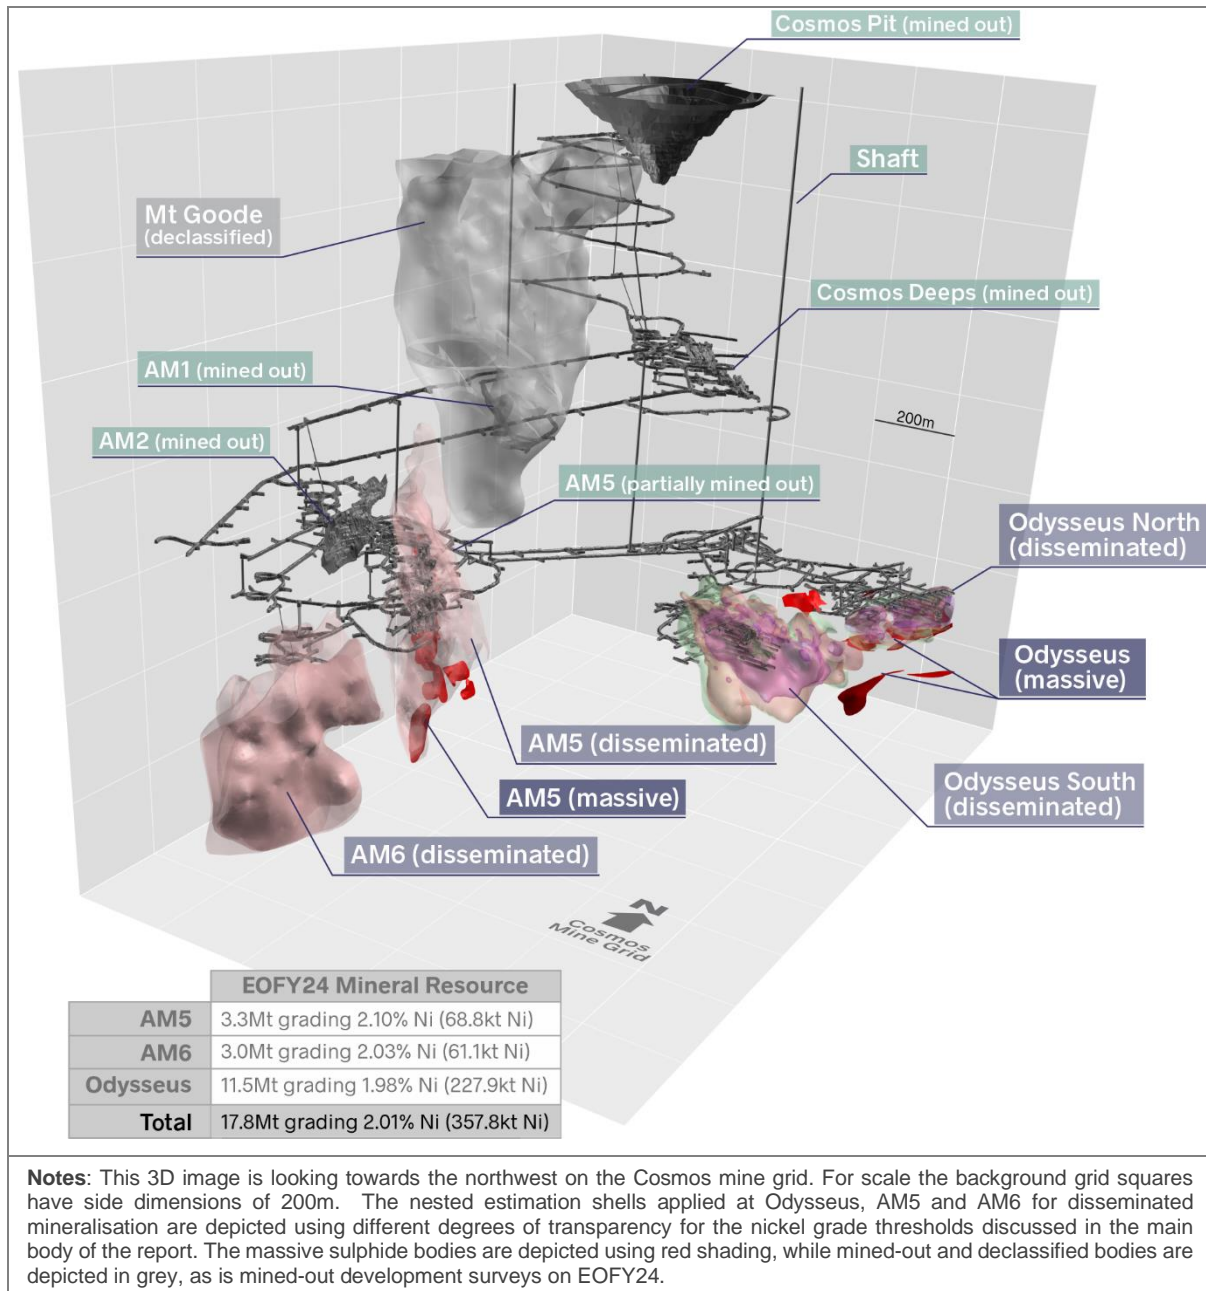 Cosmos Pit (mined out)
Shaft
Mt Goode
(declassified)
Cosmos Deeps (mined out)
AM1 (mined out)
200m
AM2 (mined out)
AM5 (partially mined out)
Odysseus North
(disseminated)
Odysseus
(massive)
AM5 (disseminated)
AM5 (massive)
Odysseus South
(disseminated)
AM6 (disseminated)
N
Cosmos
Mine Grid
EOFY24 Mineral Resource
AM5 3.3Mt grading 2.10% Ni (68.8kt Ni)
AM6 3.0Mt grading 2.03% Ni (61.1kt Ni)
Odysseus 11.5Mt grading 1.98% Ni (227.9kt Ni)
Total 17.8Mt grading 2.01% Ni (357.8kt Ni)
Notes: This 3D image is looking towards the northwest on the Cosmos mine grid. For scale the background grid squares
have side dimensions of 200m. The nested estimation shells applied at Odysseus, AM5 and AM6 for disseminated
mineralisation are depicted using different degrees of transparency for the nickel grade thresholds discussed in the main
body of the report. The massive sulphide bodies are depicted using red shading, while mined-out and declassified bodies are
depicted in grey, as is mined-out development surveys on EOFY24.